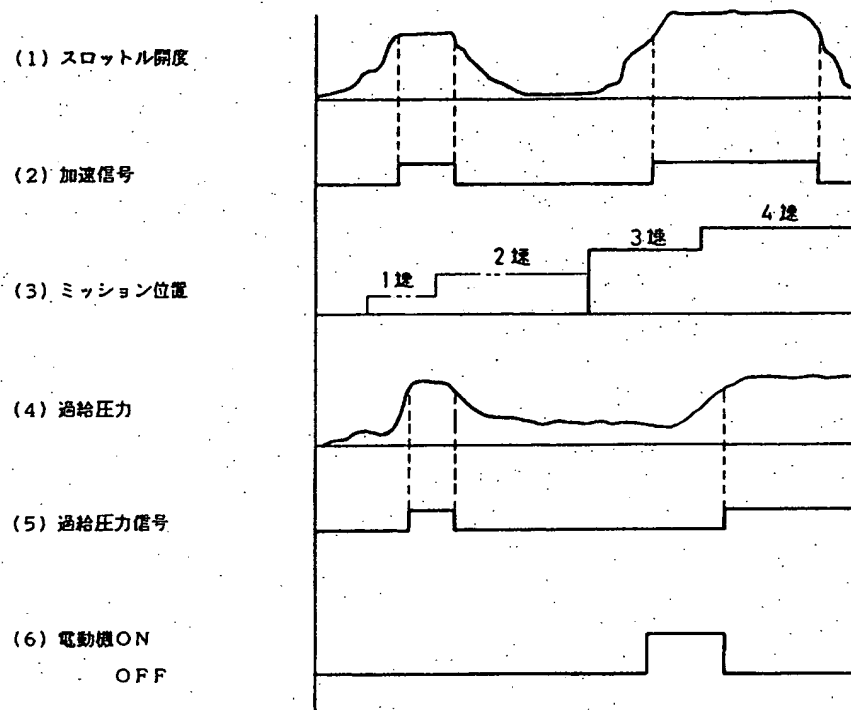 (1) スロットル開度
(2) 加速信号
4速
3速
2速
1速
(3) ミッション位置
(4) 過給圧力
(5) 過給圧力信号
(6) 電動機ON
OFF